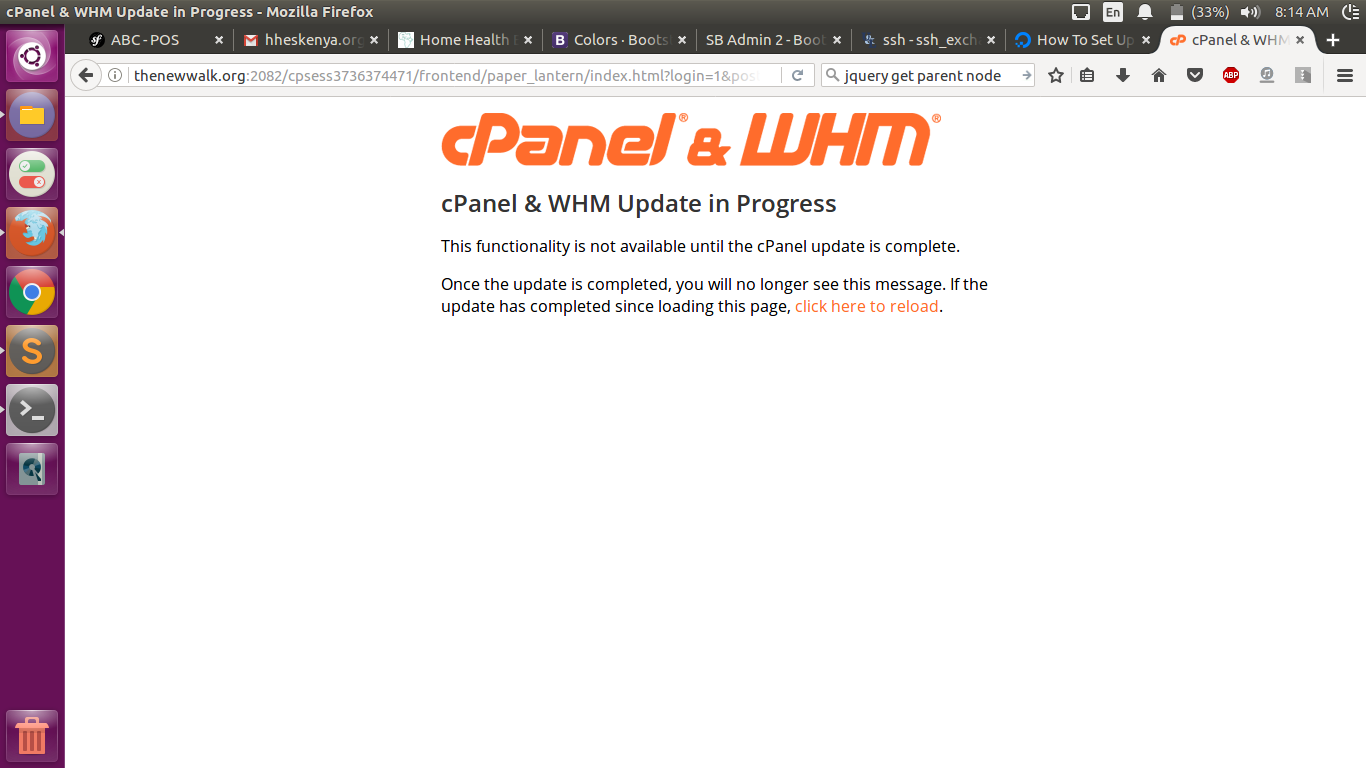 cPanel & WHM Update in Progress - Mozilla Firefox
En
(33%)
8:14 AM
sf ABC - POS
hheskenya.org
Home Health
B Colors · Boots
SB Admin 2 - Boot
ssh - ssh_exch
How To Set Up
cP cPanel & WHM
thenewwalk.org:2082/cpsess3736374471/frontend/paper_lantern/index.html?login=1&pos
jquery get parent node
ABP
cPanel® & WHM®
cPanel & WHM Update in Progress
This functionality is not available until the cPanel update is complete.
Once the update is completed, you will no longer see this message. If the
update has completed since loading this page, click here to reload.
S
>_